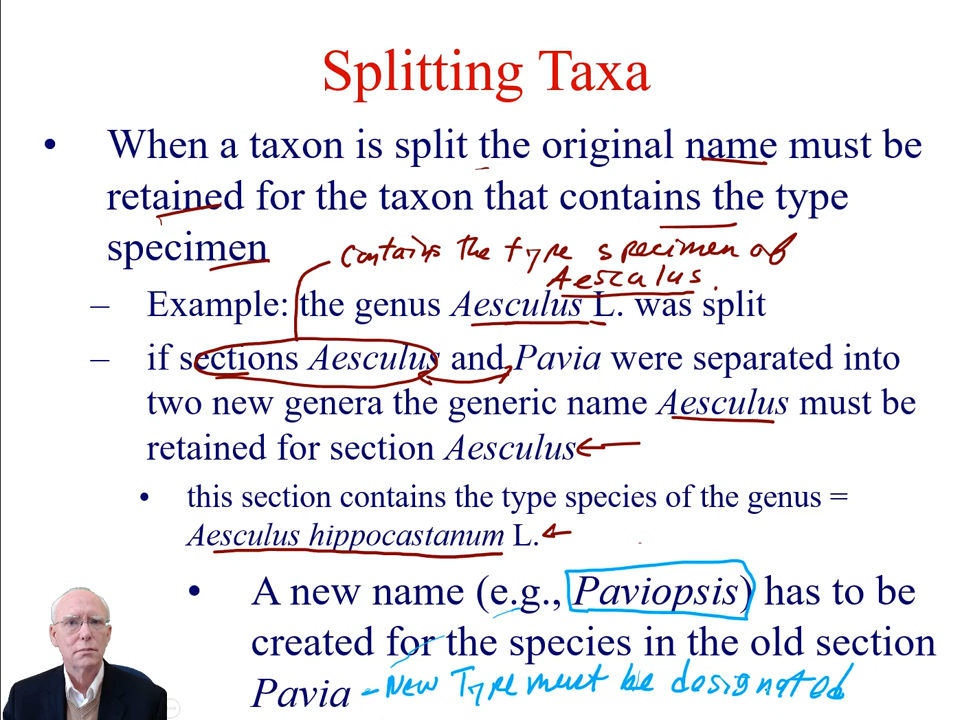 Splitting Taxa
• When a taxon is split the original name must be
retained for the taxon that contains the type
specimen
contains the type specimen of
Aesculus.
– Example: the genus Aesculus L. was split
– if sections Aesculus and Pavia were separated into
two new genera the generic name Aesculus must be
retained for section Aesculus
• this section contains the type species of the genus =
Aesculus hippocastanum L.
• A new name (e.g., Paviopsis) has to be
created for the species in the old section
Pavia
- New Type must be designated